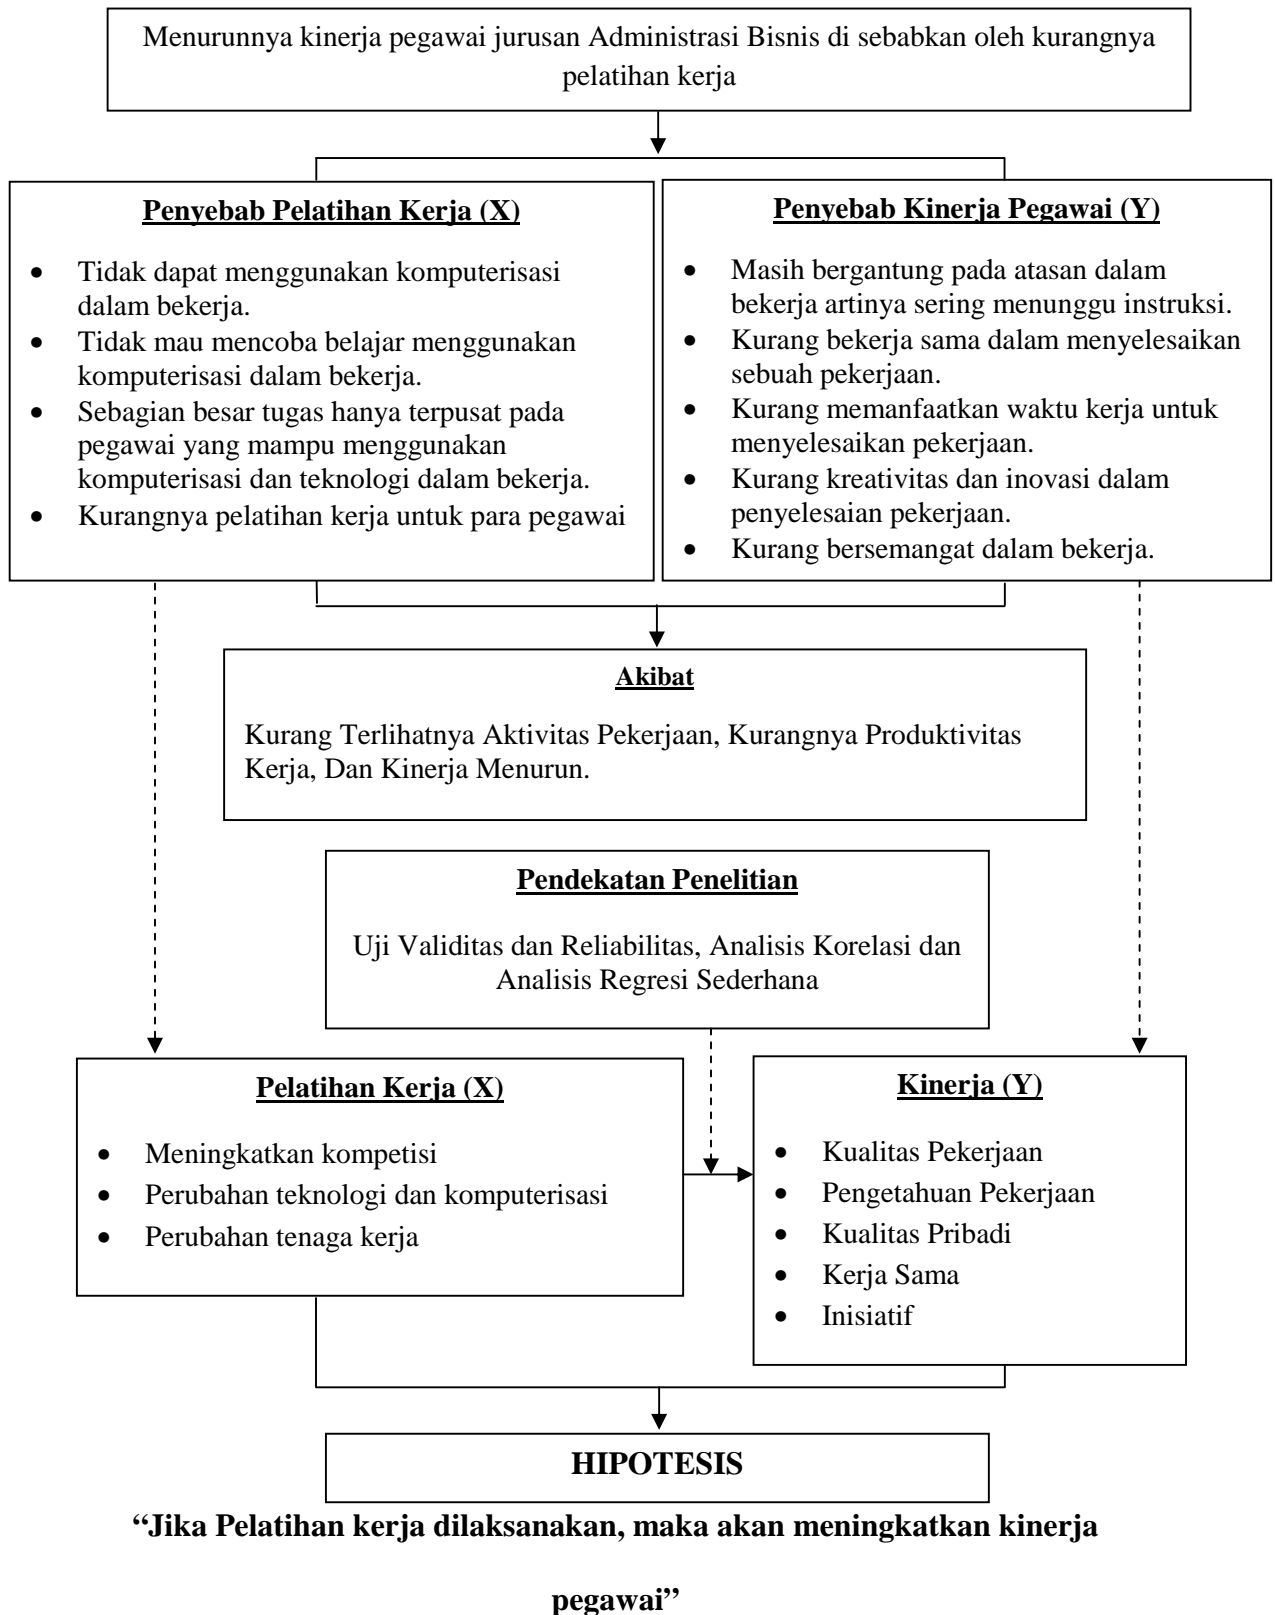 Menurunnya kinerja pegawai jurusan Administrasi Bisnis di sebabkan oleh kurangnya
pelatihan kerja
Penyebab Pelatihan Kerja (X)
• Tidak dapat menggunakan komputerisasi
dalam bekerja.
• Tidak mau mencoba belajar menggunakan
komputerisasi dalam bekerja.
• Sebagian besar tugas hanya terpusat pada
pegawai yang mampu menggunakan
komputerisasi dan teknologi dalam bekerja.
• Kurangnya pelatihan kerja untuk para pegawai
Penyebab Kinerja Pegawai (Y)
• Masih bergantung pada atasan dalam
bekerja artinya sering menunggu instruksi.
• Kurang bekerja sama dalam menyelesaikan
sebuah pekerjaan.
• Kurang memanfaatkan waktu kerja untuk
menyelesaikan pekerjaan.
• Kurang kreativitas dan inovasi dalam
penyelesaian pekerjaan.
• Kurang bersemangat dalam bekerja.
Akibat
Kurang Terlihatnya Aktivitas Pekerjaan, Kurangnya Produktivitas
Kerja, Dan Kinerja Menurun.
Pendekatan Penelitian
Uji Validitas dan Reliabilitas, Analisis Korelasi dan
Analisis Regresi Sederhana
Pelatihan Kerja (X)
• Meningkatkan kompetisi
• Perubahan teknologi dan komputerisasi
• Perubahan tenaga kerja
Kinerja (Y)
• Kualitas Pekerjaan
• Pengetahuan Pekerjaan
• Kualitas Pribadi
• Kerja Sama
• Inisiatif
HIPOTESIS
“Jika Pelatihan kerja dilaksanakan, maka akan meningkatkan kinerja
pegawai”